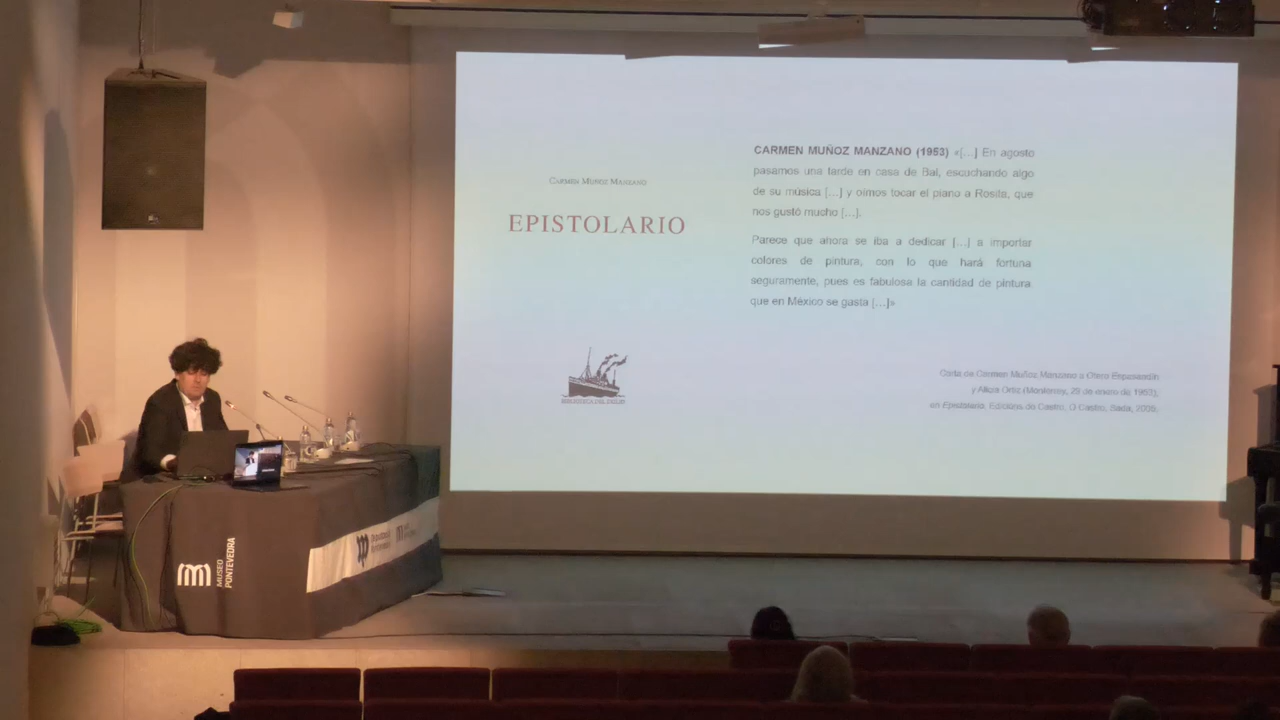 CARMEN MUÑOZ MANZANO
EPISTOLARIO
CARMEN MUÑOZ MANZANO (1953) «[…] En agosto
pasamos una tarde en casa de Bal, escuchando algo
de su música […] y oímos tocar el piano a Rosita, que
nos gustó mucho […].
Parece que ahora se iba a dedicar […] a importar
colores de pintura, con lo que hará fortuna
seguramente, pues es fabulosa la cantidad de pintura
que en México se gasta […]»
Carta de Carmen Muñoz Manzano a Otero Espasandín
y Alicia Ortiz (Monterrey, 29 de enero de 1953),
en Epistolario, Edicións do Castro, O Castro, Sada, 2005.
MUSEO
PONTEVEDRA